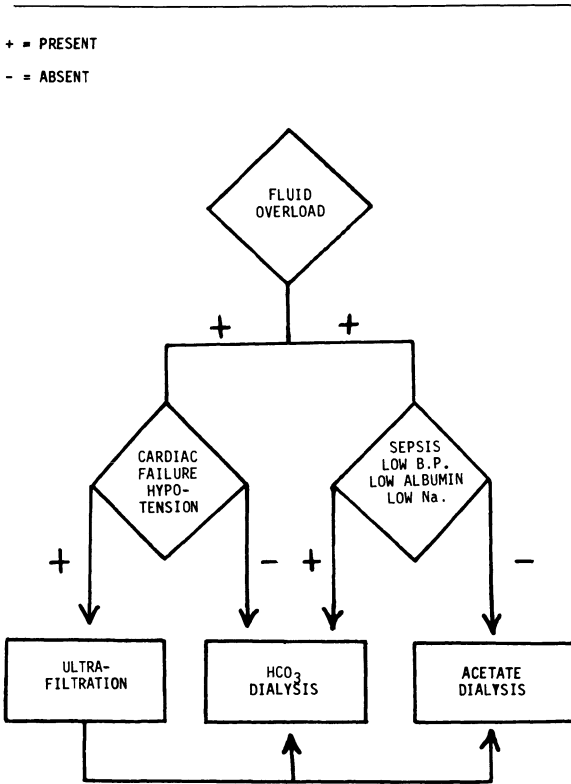 + = PRESENT
- = ABSENT
FLUID
OVERLOAD
+ +
CARDIAC
FAILURE
HYPO-
TENSION
SEPSIS
LOW B.P.
LOW ALBUMIN
LOW Na.
+ - + -
ULTRA-
FILTRATION
HCO3
DIALYSIS
ACETATE
DIALYSIS